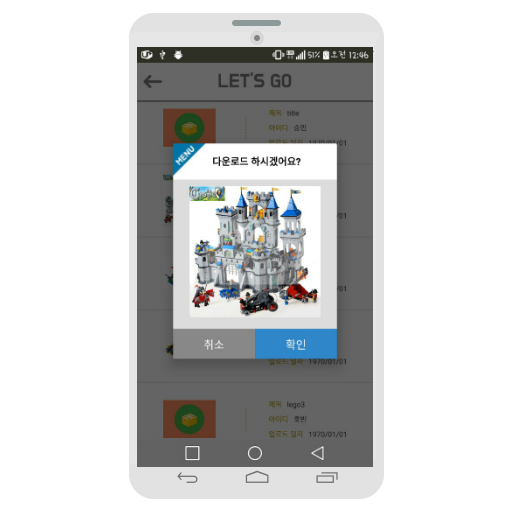 51% 오전 12:46
LET'S GO
제목 title
아이디 승민
업로드 일자 1970/01/01
MENU
다운로드 하시겠어요?
취소 확인
업로드 일자 1970/01/01
제목 lego3
아이디
업로드 일자 1970/01/01